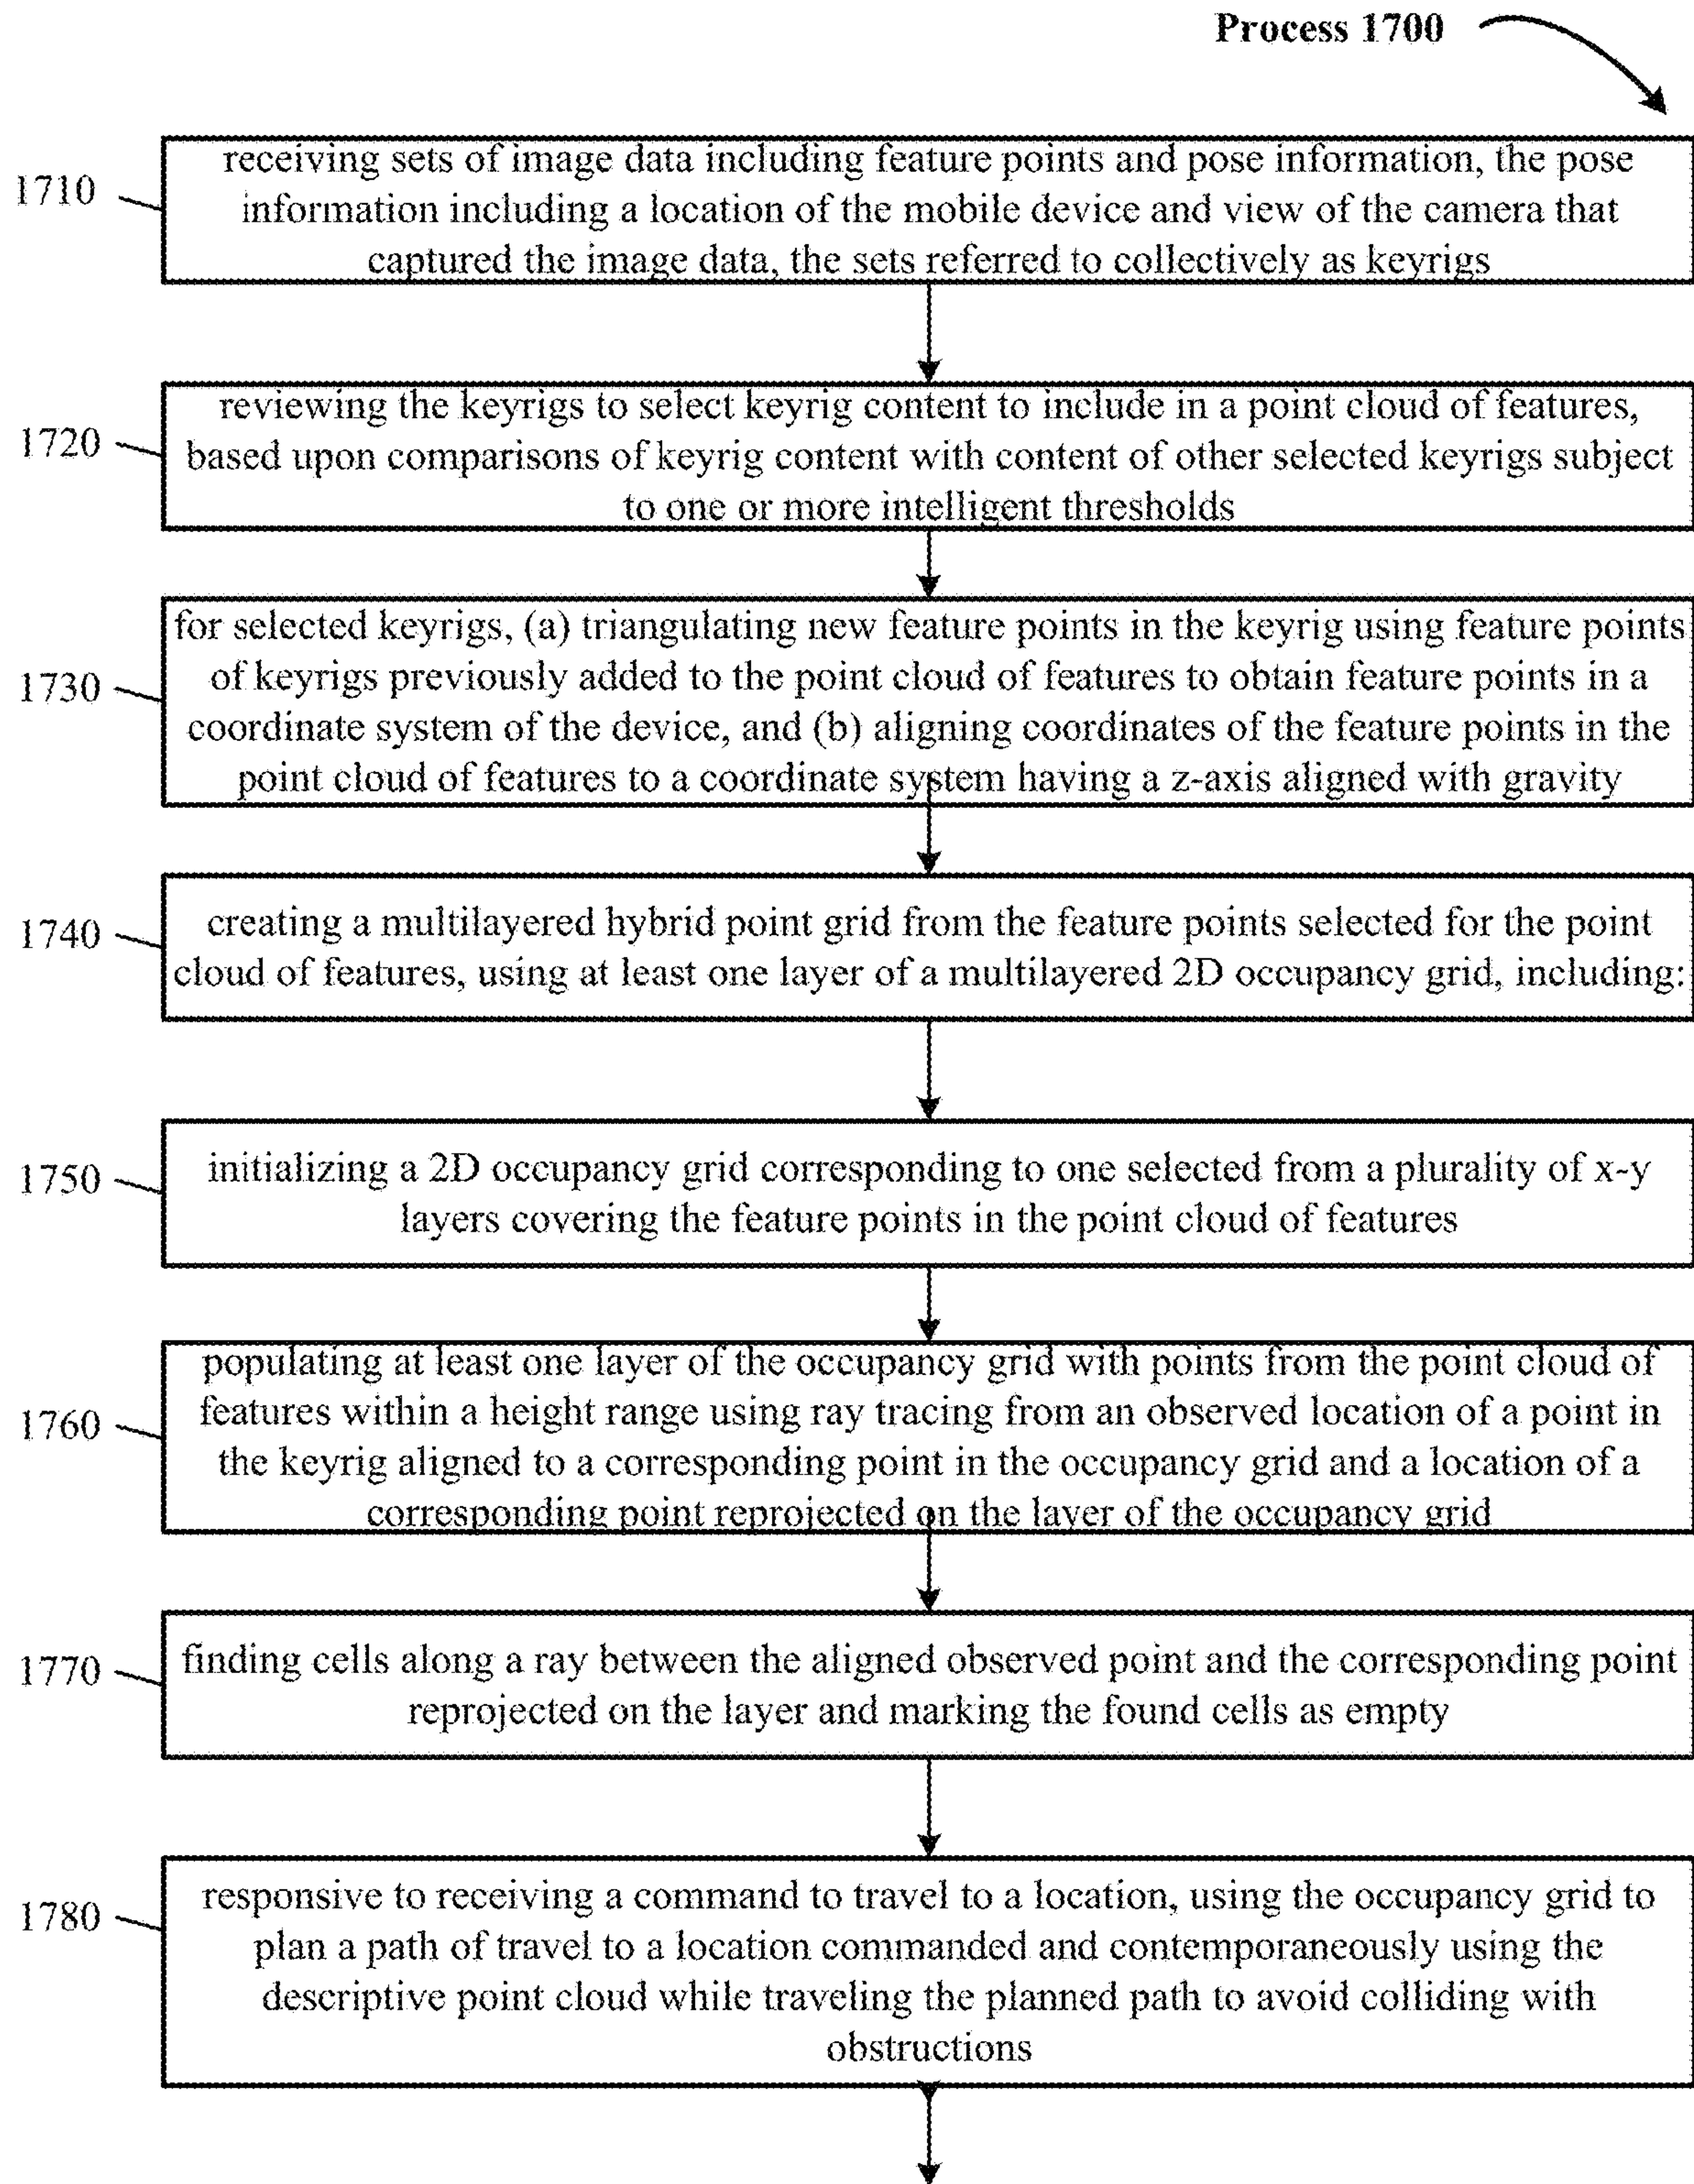 Process 1700
1710
receiving sets of image data including feature points and pose information, the pose
information including a location of the mobile device and view of the camera that
captured the image data, the sets referred to collectively as keyrigs
1720
reviewing the keyrigs to select keyrig content to include in a point cloud of features,
based upon comparisons of keyrig content with content of other selected keyrigs subject
to one or more intelligent thresholds
1730
for selected keyrigs, (a) triangulating new feature points in the keyrig using feature points
of keyrigs previously added to the point cloud of features to obtain feature points in a
coordinate system of the device, and (b) aligning coordinates of the feature points in the
point cloud of features to a coordinate system having a z-axis aligned with gravity
1740
creating a multilayered hybrid point grid from the feature points selected for the point
cloud of features, using at least one layer of a multilayered 2D occupancy grid, including:
1750
initializing a 2D occupancy grid corresponding to one selected from a plurality of x-y
layers covering the feature points in the point cloud of features
1760
populating at least one layer of the occupancy grid with points from the point cloud of
features within a height range using ray tracing from an observed location of a point in
the keyrig aligned to a corresponding point in the occupancy grid and a location of a
corresponding point reprojected on the layer of the occupancy grid
1770
finding cells along a ray between the aligned observed point and the corresponding point
reprojected on the layer and marking the found cells as empty
1780
responsive to receiving a command to travel to a location, using the occupancy grid to
plan a path of travel to a location commanded and contemporaneously using the
descriptive point cloud while traveling the planned path to avoid colliding with
obstructions